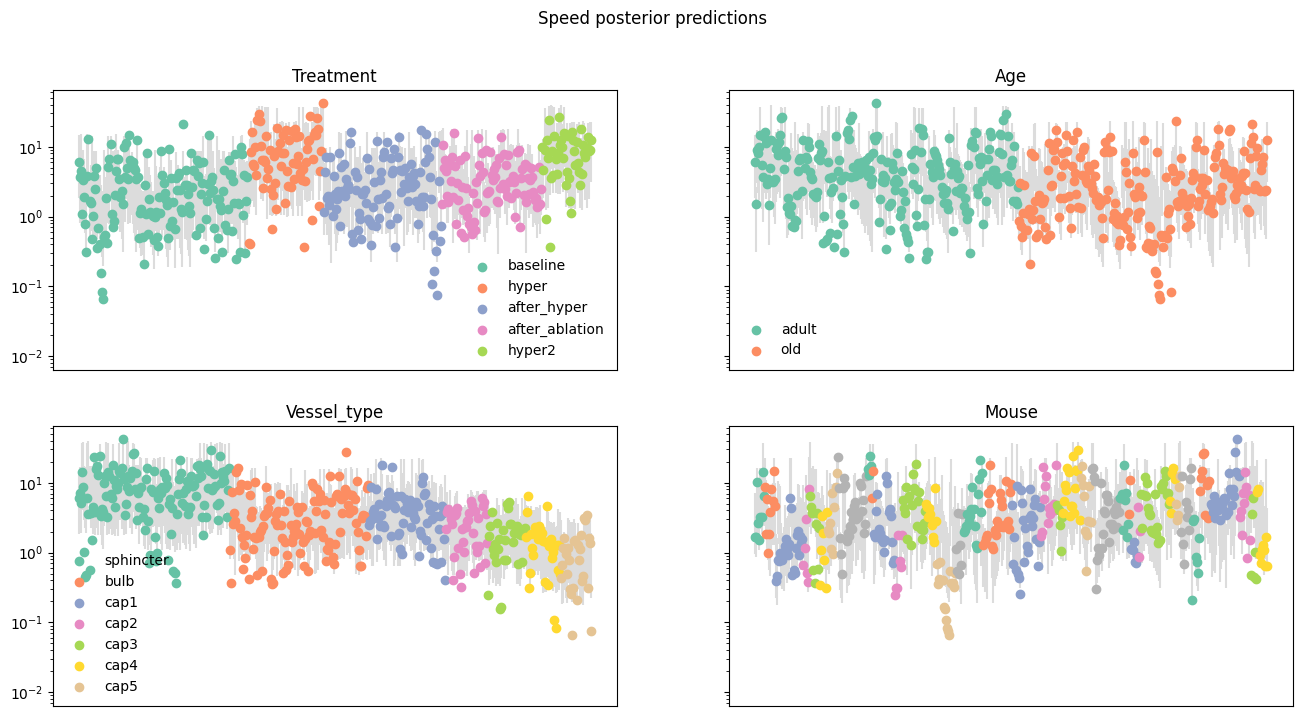 Speed posterior predictions
Treatment
10^1
10^0
10^-1
10^-2
baseline
hyper
after_hyper
after_ablation
hyper2
Age
adult
old
Vessel_type
10^1
10^0
10^-1
10^-2
sphincter
bulb
cap1
cap2
cap3
cap4
cap5
Mouse